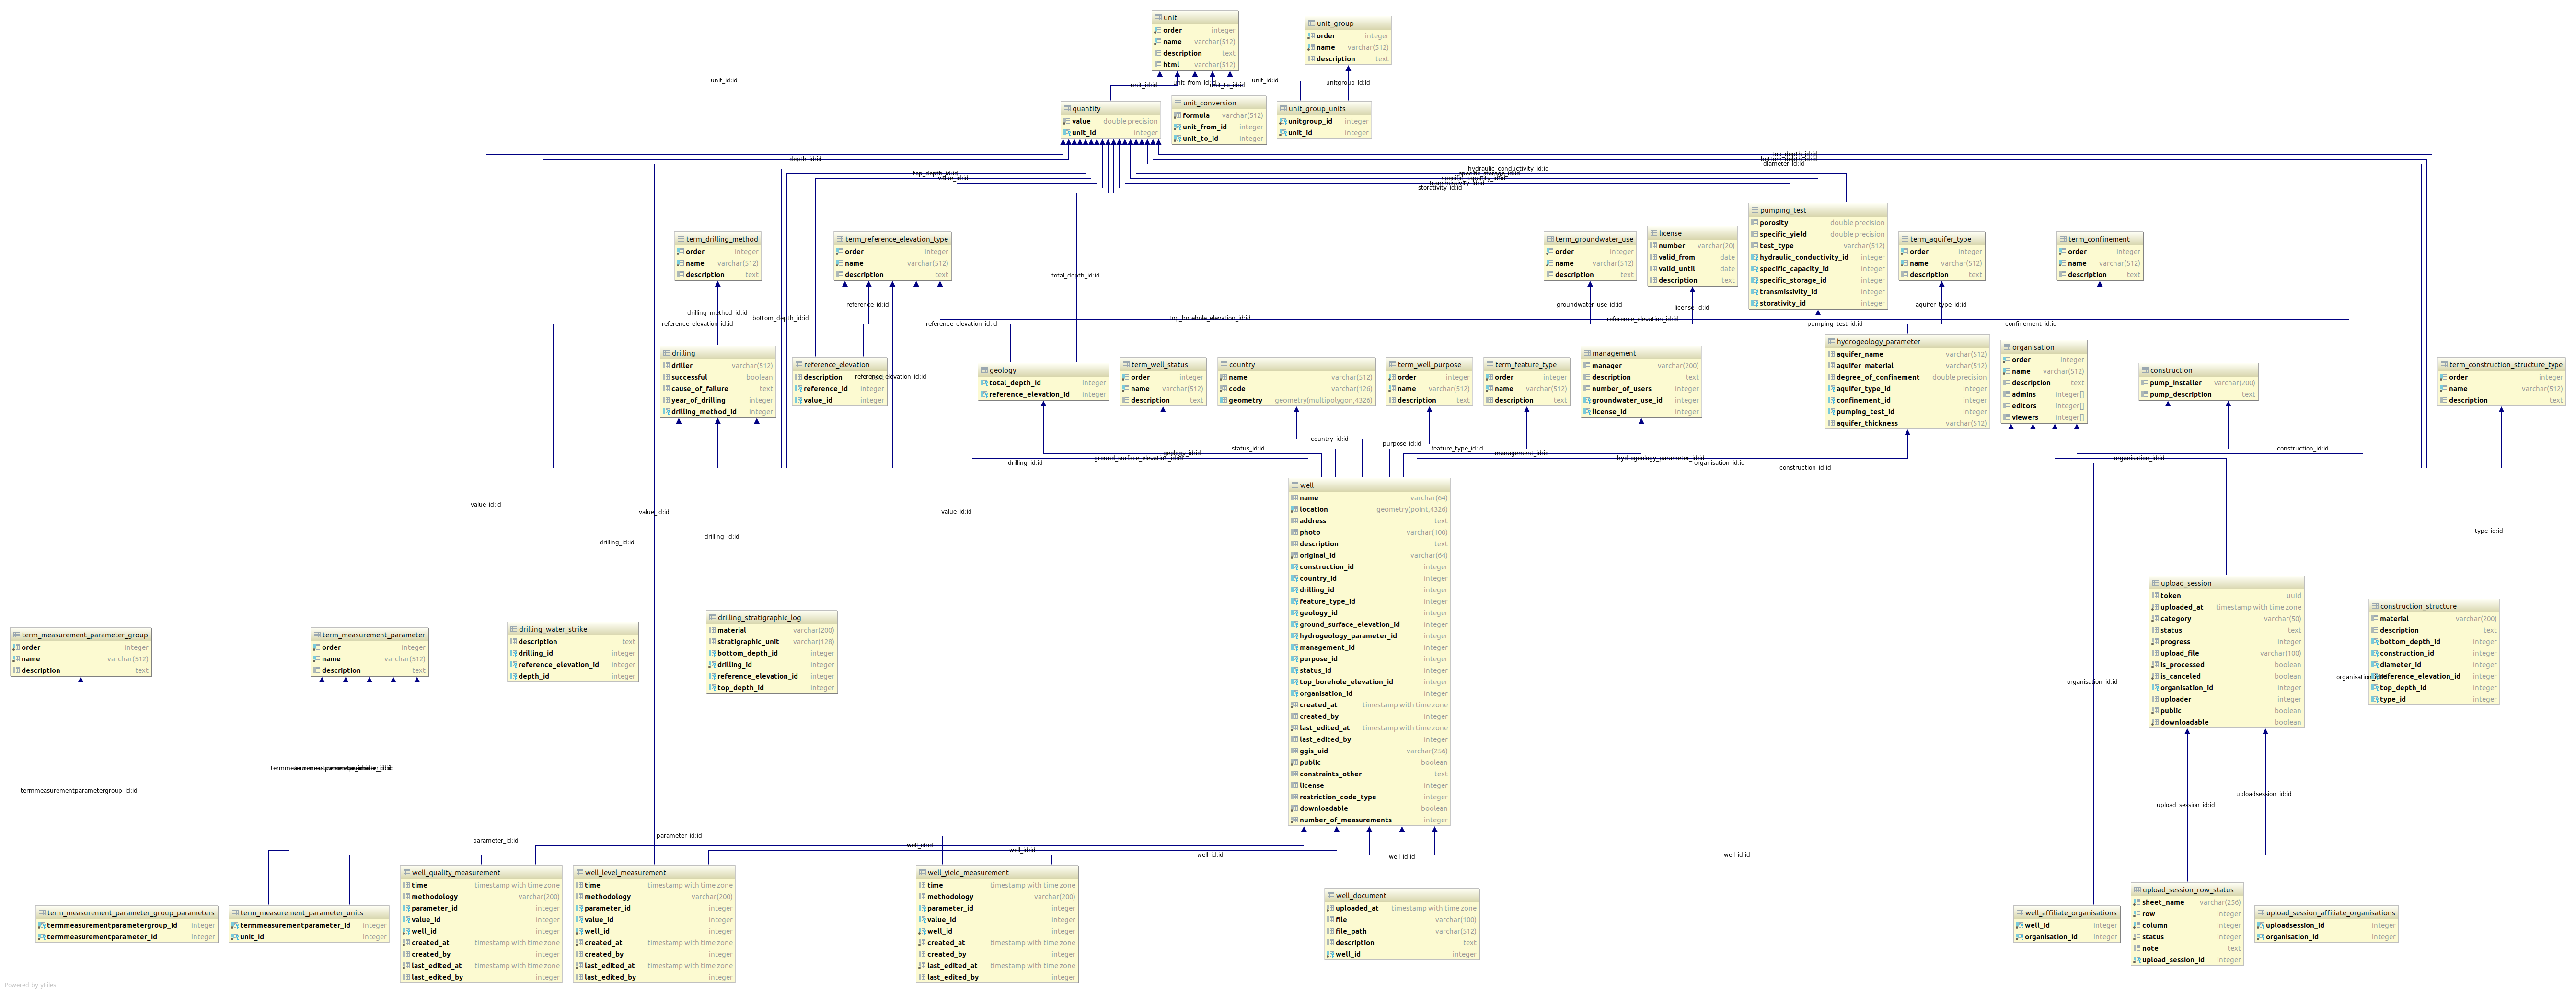 unit
order integer
name varchar(512)
description text
html varchar(512)
unit_group
order integer
name varchar(512)
description text
unit_id:id
unit_id:id
unit_from_id:id
unit_to_id:id
unit_id:id
unitgroup_id:id
quantity
value double precision
unit_id integer
unit_conversion
formula varchar(512)
unit_from_id integer
unit_to_id integer
unit_group_units
unitgroup_id integer
unit_id integer
depth_id:id
top_depth_id:id
value_id:id
top_depth_id:id
bottom_depth_id:id
diameter_id:id
hydraulic_conductivity_id:id
specific_storage_id:id
specific_capacity_id:id
transmissivity_id:id
storativity_id:id
pumping_test
porosity double precision
specific_yield double precision
test_type varchar(512)
hydraulic_conductivity_id integer
specific_capacity_id integer
specific_storage_id integer
transmissivity_id integer
storativity_id integer
term_drilling_method
order integer
name varchar(512)
description text
term_reference_elevation_type
order integer
name varchar(512)
description text
term_groundwater_use
order integer
name varchar(512)
description text
license
number varchar(20)
valid_from date
valid_until date
description text
term_aquifer_type
order integer
name varchar(512)
description text
term_confinement
order integer
name varchar(512)
description text
total_depth_id:id
drilling_method_id:id
bottom_depth_id:id
reference_elevation_id:id
reference_id:id
reference_elevation_id:id
top_borehole_elevation_id:id
groundwater_use_id:id
license_id:id
reference_elevation_id:id
pumping_test_id:id
aquifer_type_id:id
confinement_id:id
drilling
driller varchar(512)
successful boolean
cause_of_failure text
year_of_drilling integer
drilling_method_id integer
reference_elevation
description text
reference_id integer
value_id integer
reference_elevation_id:id
geology
total_depth_id integer
reference_elevation_id integer
term_well_status
order integer
name varchar(512)
description text
country
name varchar(512)
code varchar(126)
geometry geometry(multipolygon,4326)
term_well_purpose
order integer
name varchar(512)
description text
term_feature_type
order integer
name varchar(512)
description text
management
manager varchar(200)
description text
number_of_users integer
groundwater_use_id integer
license_id integer
hydrogeology_parameter
aquifer_name varchar(512)
aquifer_material varchar(512)
degree_of_confinement double precision
aquifer_type_id integer
confinement_id integer
pumping_test_id integer
aquifer_thickness varchar(512)
organisation
order integer
name varchar(512)
description text
admins integer[]
editors integer[]
viewers integer[]
construction
pump_installer varchar(200)
pump_description text
term_construction_structure_type
order integer
name varchar(512)
description text
drilling_id:id
ground_surface_elevation_id:id
geology_id:id
status_id:id
country_id:id
purpose_id:id
feature_type_id:id
management_id:id
hydrogeology_parameter_id:id
organisation_id:id
construction_id:id
organisation_id:id
construction_id:id
well
name varchar(64)
location geometry(point,4326)
address text
photo varchar(100)
description text
original_id varchar(64)
construction_id integer
country_id integer
drilling_id integer
feature_type_id integer
geology_id integer
ground_surface_elevation_id integer
hydrogeology_parameter_id integer
management_id integer
purpose_id integer
status_id integer
top_borehole_elevation_id integer
organisation_id integer
created_at timestamp with time zone
created_by integer
last_edited_at timestamp with time zone
last_edited_by integer
ggis_uid varchar(256)
public boolean
constraints_other text
license integer
restriction_code_type integer
downloadable boolean
number_of_measurements integer
value_id:id
value_id:id
value_id:id
drilling_id:id
drilling_id:id
type_id:id
term_measurement_parameter_group
order integer
name varchar(512)
description text
term_measurement_parameter
order integer
name varchar(512)
description text
drilling_water_strike
description text
drilling_id integer
reference_elevation_id integer
depth_id integer
drilling_stratigraphic_log
material varchar(200)
stratigraphic_unit varchar(128)
bottom_depth_id integer
drilling_id integer
reference_elevation_id integer
top_depth_id integer
upload_session
token uuid
uploaded_at timestamp with time zone
category varchar(50)
status text
progress integer
upload_file varchar(100)
is_processed boolean
is_canceled boolean
organisation_id integer
uploader integer
public boolean
downloadable boolean
construction_structure
material varchar(200)
description text
bottom_depth_id integer
construction_id integer
diameter_id integer
reference_elevation_id integer
top_depth_id integer
type_id integer
organisation_id:id
termmeasurementparametergroup_id:id
parameter_id:id
parameter_id:id
well_id:id
well_id:id
well_id:id
well_id:id
well_id:id
upload_session_id:id
uploadsession_id:id
term_measurement_parameter_group_parameters
termmeasurementparametergroup_id integer
termmeasurementparameter_id integer
term_measurement_parameter_units
termmeasurementparameter_id integer
unit_id integer
well_quality_measurement
time timestamp with time zone
methodology varchar(200)
parameter_id integer
value_id integer
well_id integer
created_at timestamp with time zone
created_by integer
last_edited_at timestamp with time zone
last_edited_by integer
well_level_measurement
time timestamp with time zone
methodology varchar(200)
parameter_id integer
value_id integer
well_id integer
created_at timestamp with time zone
created_by integer
last_edited_at timestamp with time zone
last_edited_by integer
well_yield_measurement
time timestamp with time zone
methodology varchar(200)
parameter_id integer
value_id integer
well_id integer
created_at timestamp with time zone
created_by integer
last_edited_at timestamp with time zone
last_edited_by integer
well_document
uploaded_at timestamp with time zone
file varchar(100)
file_path varchar(512)
description text
well_id integer
well_affiliate_organisations
well_id integer
organisation_id integer
upload_session_row_status
sheet_name varchar(256)
row integer
column integer
status integer
note text
upload_session_id integer
upload_session_affiliate_organisations
uploadsession_id integer
organisation_id integer
Powered by yFiles